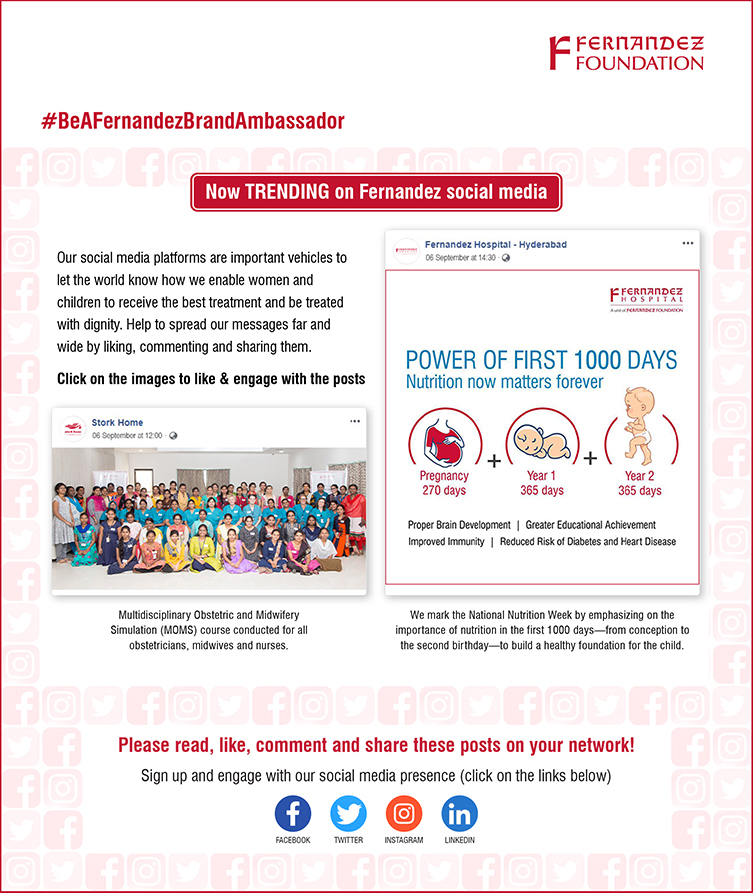 FERNANDEZ
FOUNDATION
#BeAFernandezBrandAmbassador
Now TRENDING on Fernandez social media
Our social media platforms are important vehicles to
let the world know how we enable women and
children to receive the best treatment and be treated
with dignity. Help to spread our messages far and
wide by liking, commenting and sharing them.
Click on the images to like & engage with the posts
Stork Home
06 September at 12:00 ·
Multidisciplinary Obstetric and Midwifery
Simulation (MOMS) course conducted for all
obstetricians, midwives and nurses.
Fernandez Hospital - Hyderabad
06 September at 14:30 ·
FERNANDEZ
HOSPITAL
A unit of FERNANDEZ FOUNDATION
POWER OF FIRST 1000 DAYS
Nutrition now matters forever
Pregnancy
270 days
+
Year 1
365 days
+
Year 2
365 days
Proper Brain Development | Greater Educational Achievement
Improved Immunity | Reduced Risk of Diabetes and Heart Disease
We mark the National Nutrition Week by emphasizing on the
importance of nutrition in the first 1000 days—from conception to
the second birthday—to build a healthy foundation for the child.
Please read, like, comment and share these posts on your network!
Sign up and engage with our social media presence (click on the links below)
FACEBOOK
TWITTER
INSTAGRAM
LINKEDIN